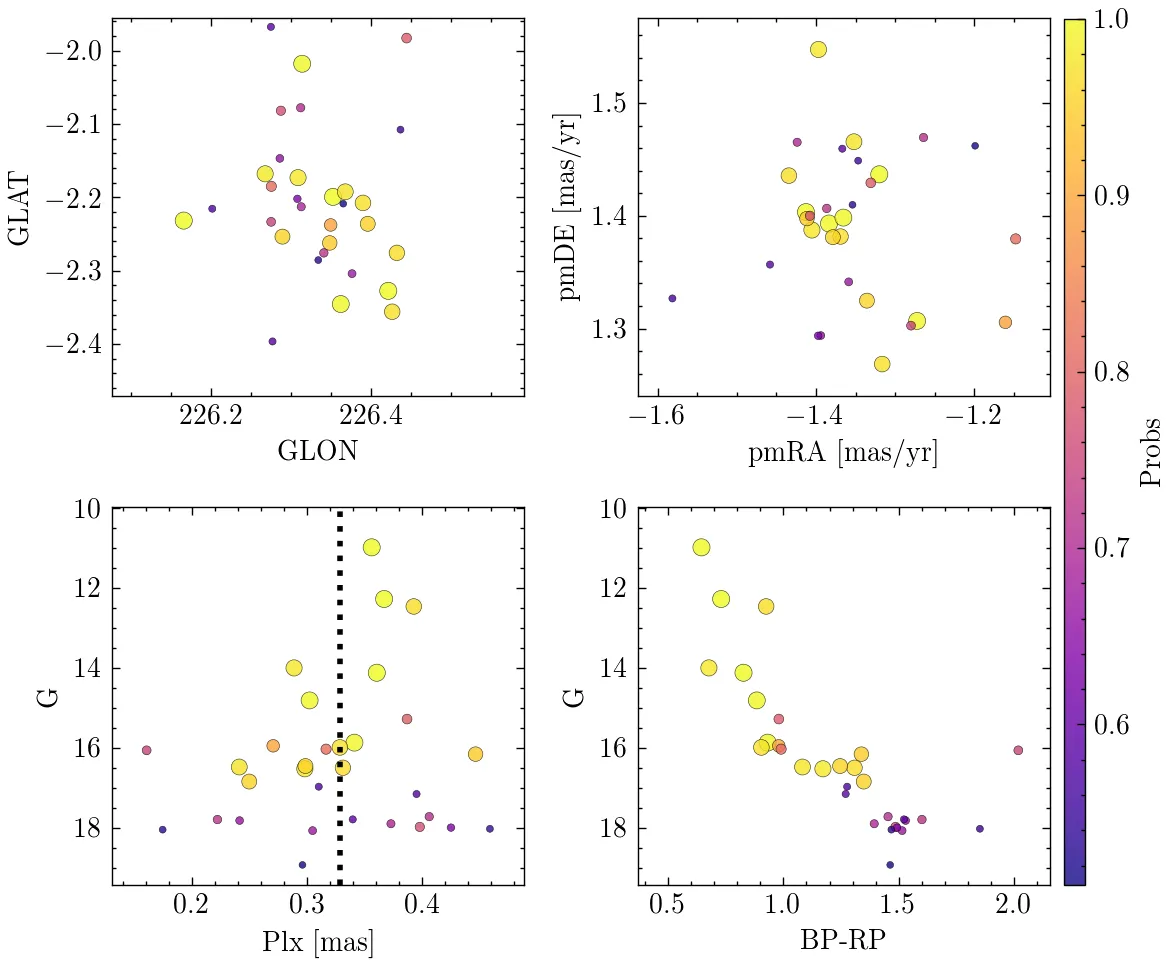 −2.0
−2.1
−2.2
−2.3
−2.4
GLAT
226.2 226.4
GLON
1.5
1.4
1.3
pmDE [mas/yr]
−1.6 −1.4 −1.2
pmRA [mas/yr]
10
12
14
16
18
G
0.2 0.3 0.4
Plx [mas]
10
12
14
16
18
G
0.5 1.0 1.5 2.0
BP-RP
1.0
0.9
0.8
0.7
0.6
Probs